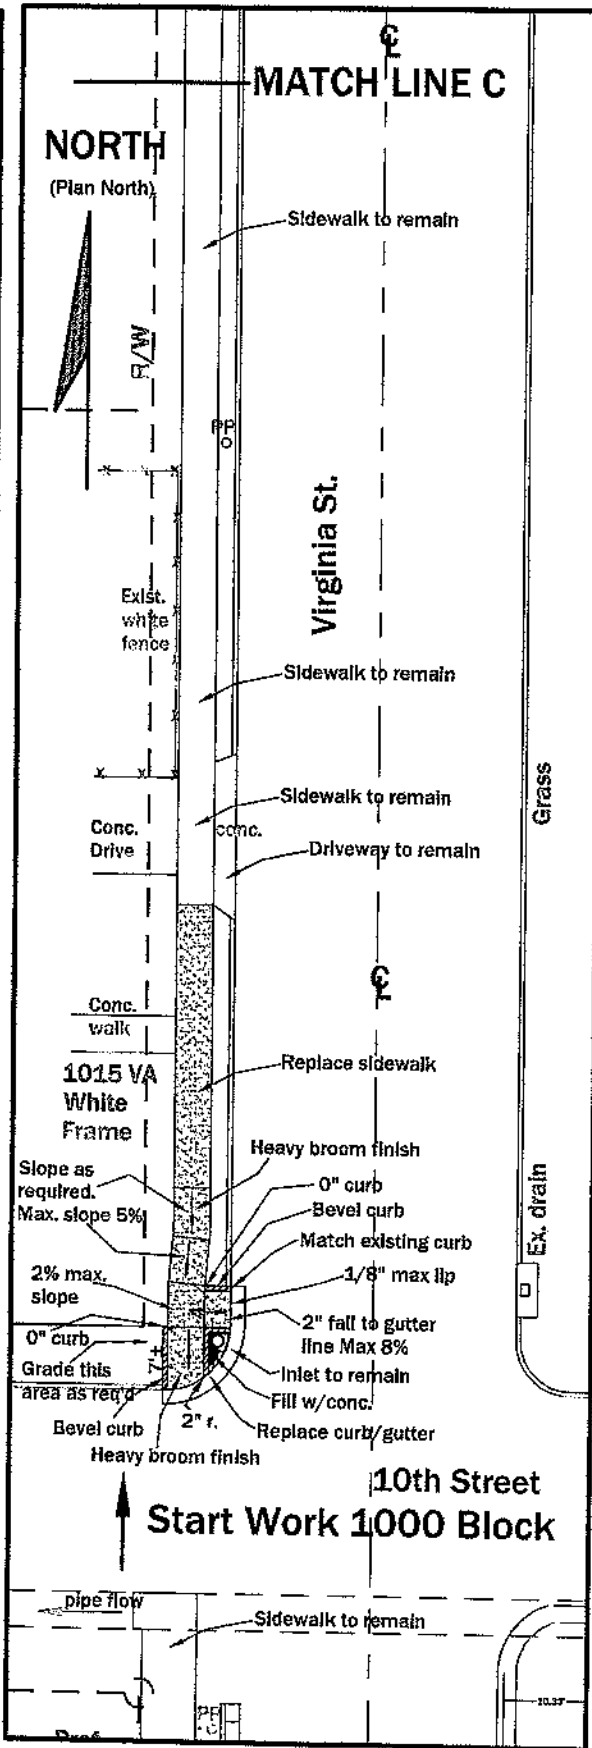 CL
MATCH LINE C
NORTH
(Plan North)
Sidewalk to remain
R/W
PP
Virginia St.
Exist.
white
fence
Sidewalk to remain
Grass
Sidewalk to remain
Conc.
Drive
conc.
Driveway to remain
CL
Conc.
walk
Replace sidewalk
1015 VA
White
Frame
Heavy broom finish
Slope as
required.
Max. slope 5%
0" curb
Bevel curb
Ex. drain
Match existing curb
2% max.
slope
1/8" max lip
2" fall to gutter
line Max 8%
0" curb
7'±
Grade this
area as req'd
Inlet to remain
Fill w/conc.
Bevel curb
2" r.
Replace curb/gutter
Heavy broom finish
10th Street
Start Work 1000 Block
pipe flow
Sidewalk to remain
PP